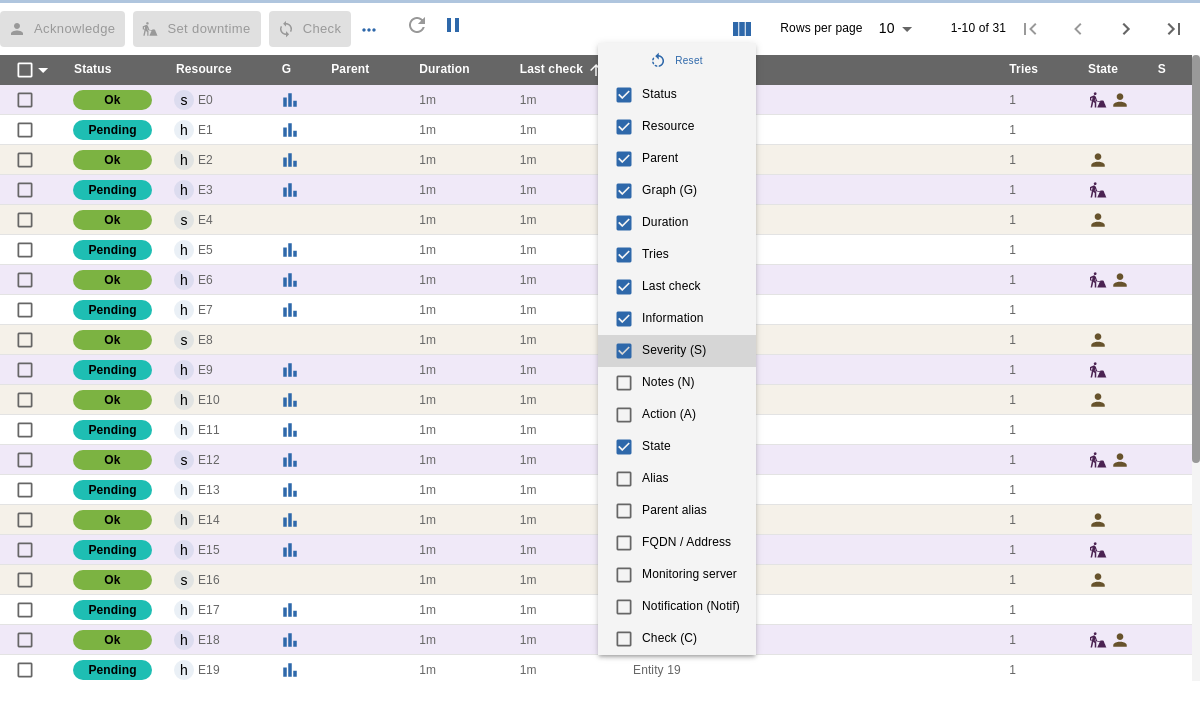 Acknowledge Set downtime Check Rows per page 10 1-10 of 31
Status Resource G Parent Duration Last check Tries State S
Reset
Status
Resource
Parent
Graph (G)
Duration
Tries
Last check
Information
Severity (S)
Notes (N)
Action (A)
State
Alias
Parent alias
FQDN / Address
Monitoring server
Notification (Notif)
Check (C)
Ok s E0 1m 1m 1
Pending h E1 1m 1m 1
Ok h E2 1m 1m 1
Pending h E3 1m 1m 1
Ok s E4 1m 1m 1
Pending h E5 1m 1m 1
Ok h E6 1m 1m 1
Pending h E7 1m 1m 1
Ok s E8 1m 1m 1
Pending h E9 1m 1m 1
Ok h E10 1m 1m 1
Pending h E11 1m 1m 1
Ok s E12 1m 1m 1
Pending h E13 1m 1m 1
Ok h E14 1m 1m 1
Pending h E15 1m 1m 1
Ok s E16 1m 1m 1
Pending h E17 1m 1m 1
Ok h E18 1m 1m 1
Pending h E19 1m 1m Entity 19 1